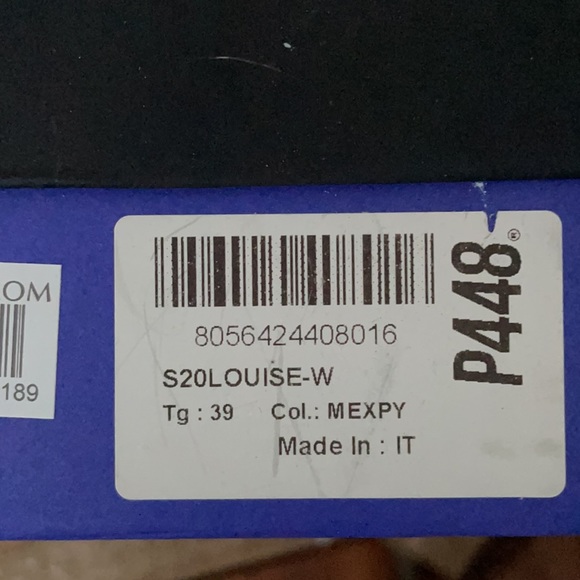 OM
189
8056424408016
S20LOUISE-W
Tg : 39 Col.: MEXPY
Made In : IT
P448®